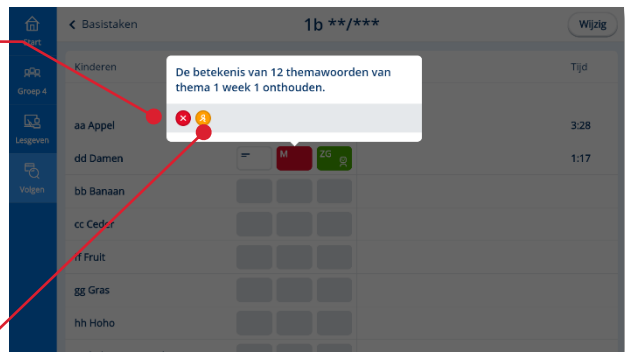 Basistaken
1b **/***
Wijzig
Start
Groep 4
Lesgeven
Volgen
Kinderen
Tijd
De betekenis van 12 themawoorden van
thema 1 week 1 onthouden.
aa Appel
3:28
dd Damen
M
ZG
1:17
bb Banaan
cc Ceder
ff Fruit
gg Gras
hh Hoho